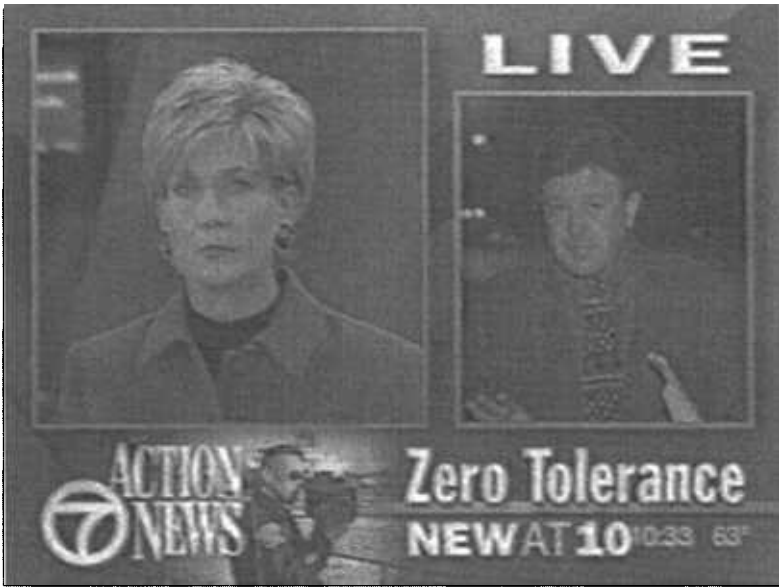 LIVE
ACTION
7 NEWS
Zero Tolerance
NEW AT 10 10:33 63°